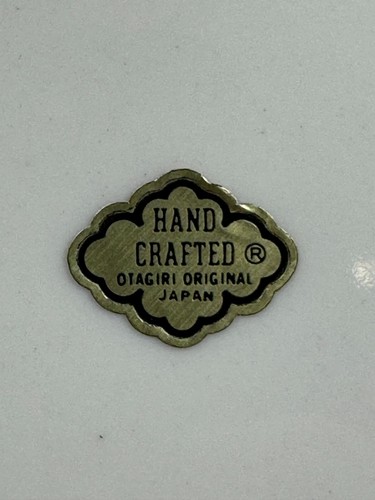 HAND
CRAFTED ®
OTAGIRI ORIGINAL
JAPAN